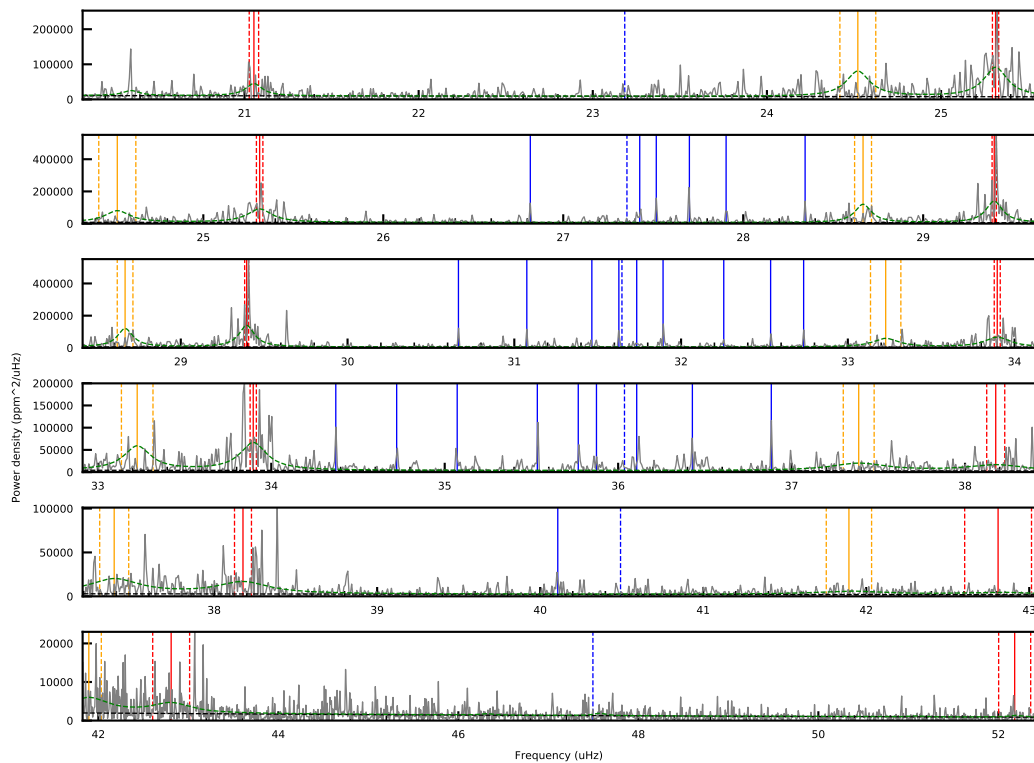 200000
100000
0
21 22 23 24 25
400000
200000
0
25 26 27 28 29
400000
200000
0
29 30 31 32 33 34
Power density (ppm^2/uHz)
200000
150000
100000
50000
0
33 34 35 36 37 38
100000
50000
0
38 39 40 41 42 43
20000
10000
0
42 44 46 48 50 52
Frequency (uHz)